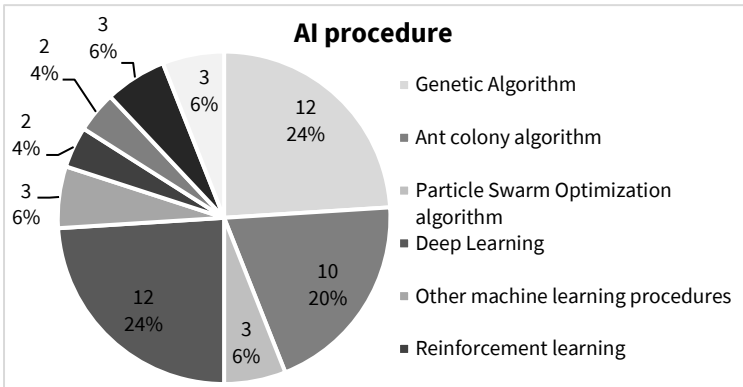 AI procedure
3
6%
2
4%
2
4%
3
6%
3
6%
12
24%
10
20%
3
6%
12
24%
Genetic Algorithm
Ant colony algorithm
Particle Swarm Optimization
algorithm
Deep Learning
Other machine learning procedures
Reinforcement learning